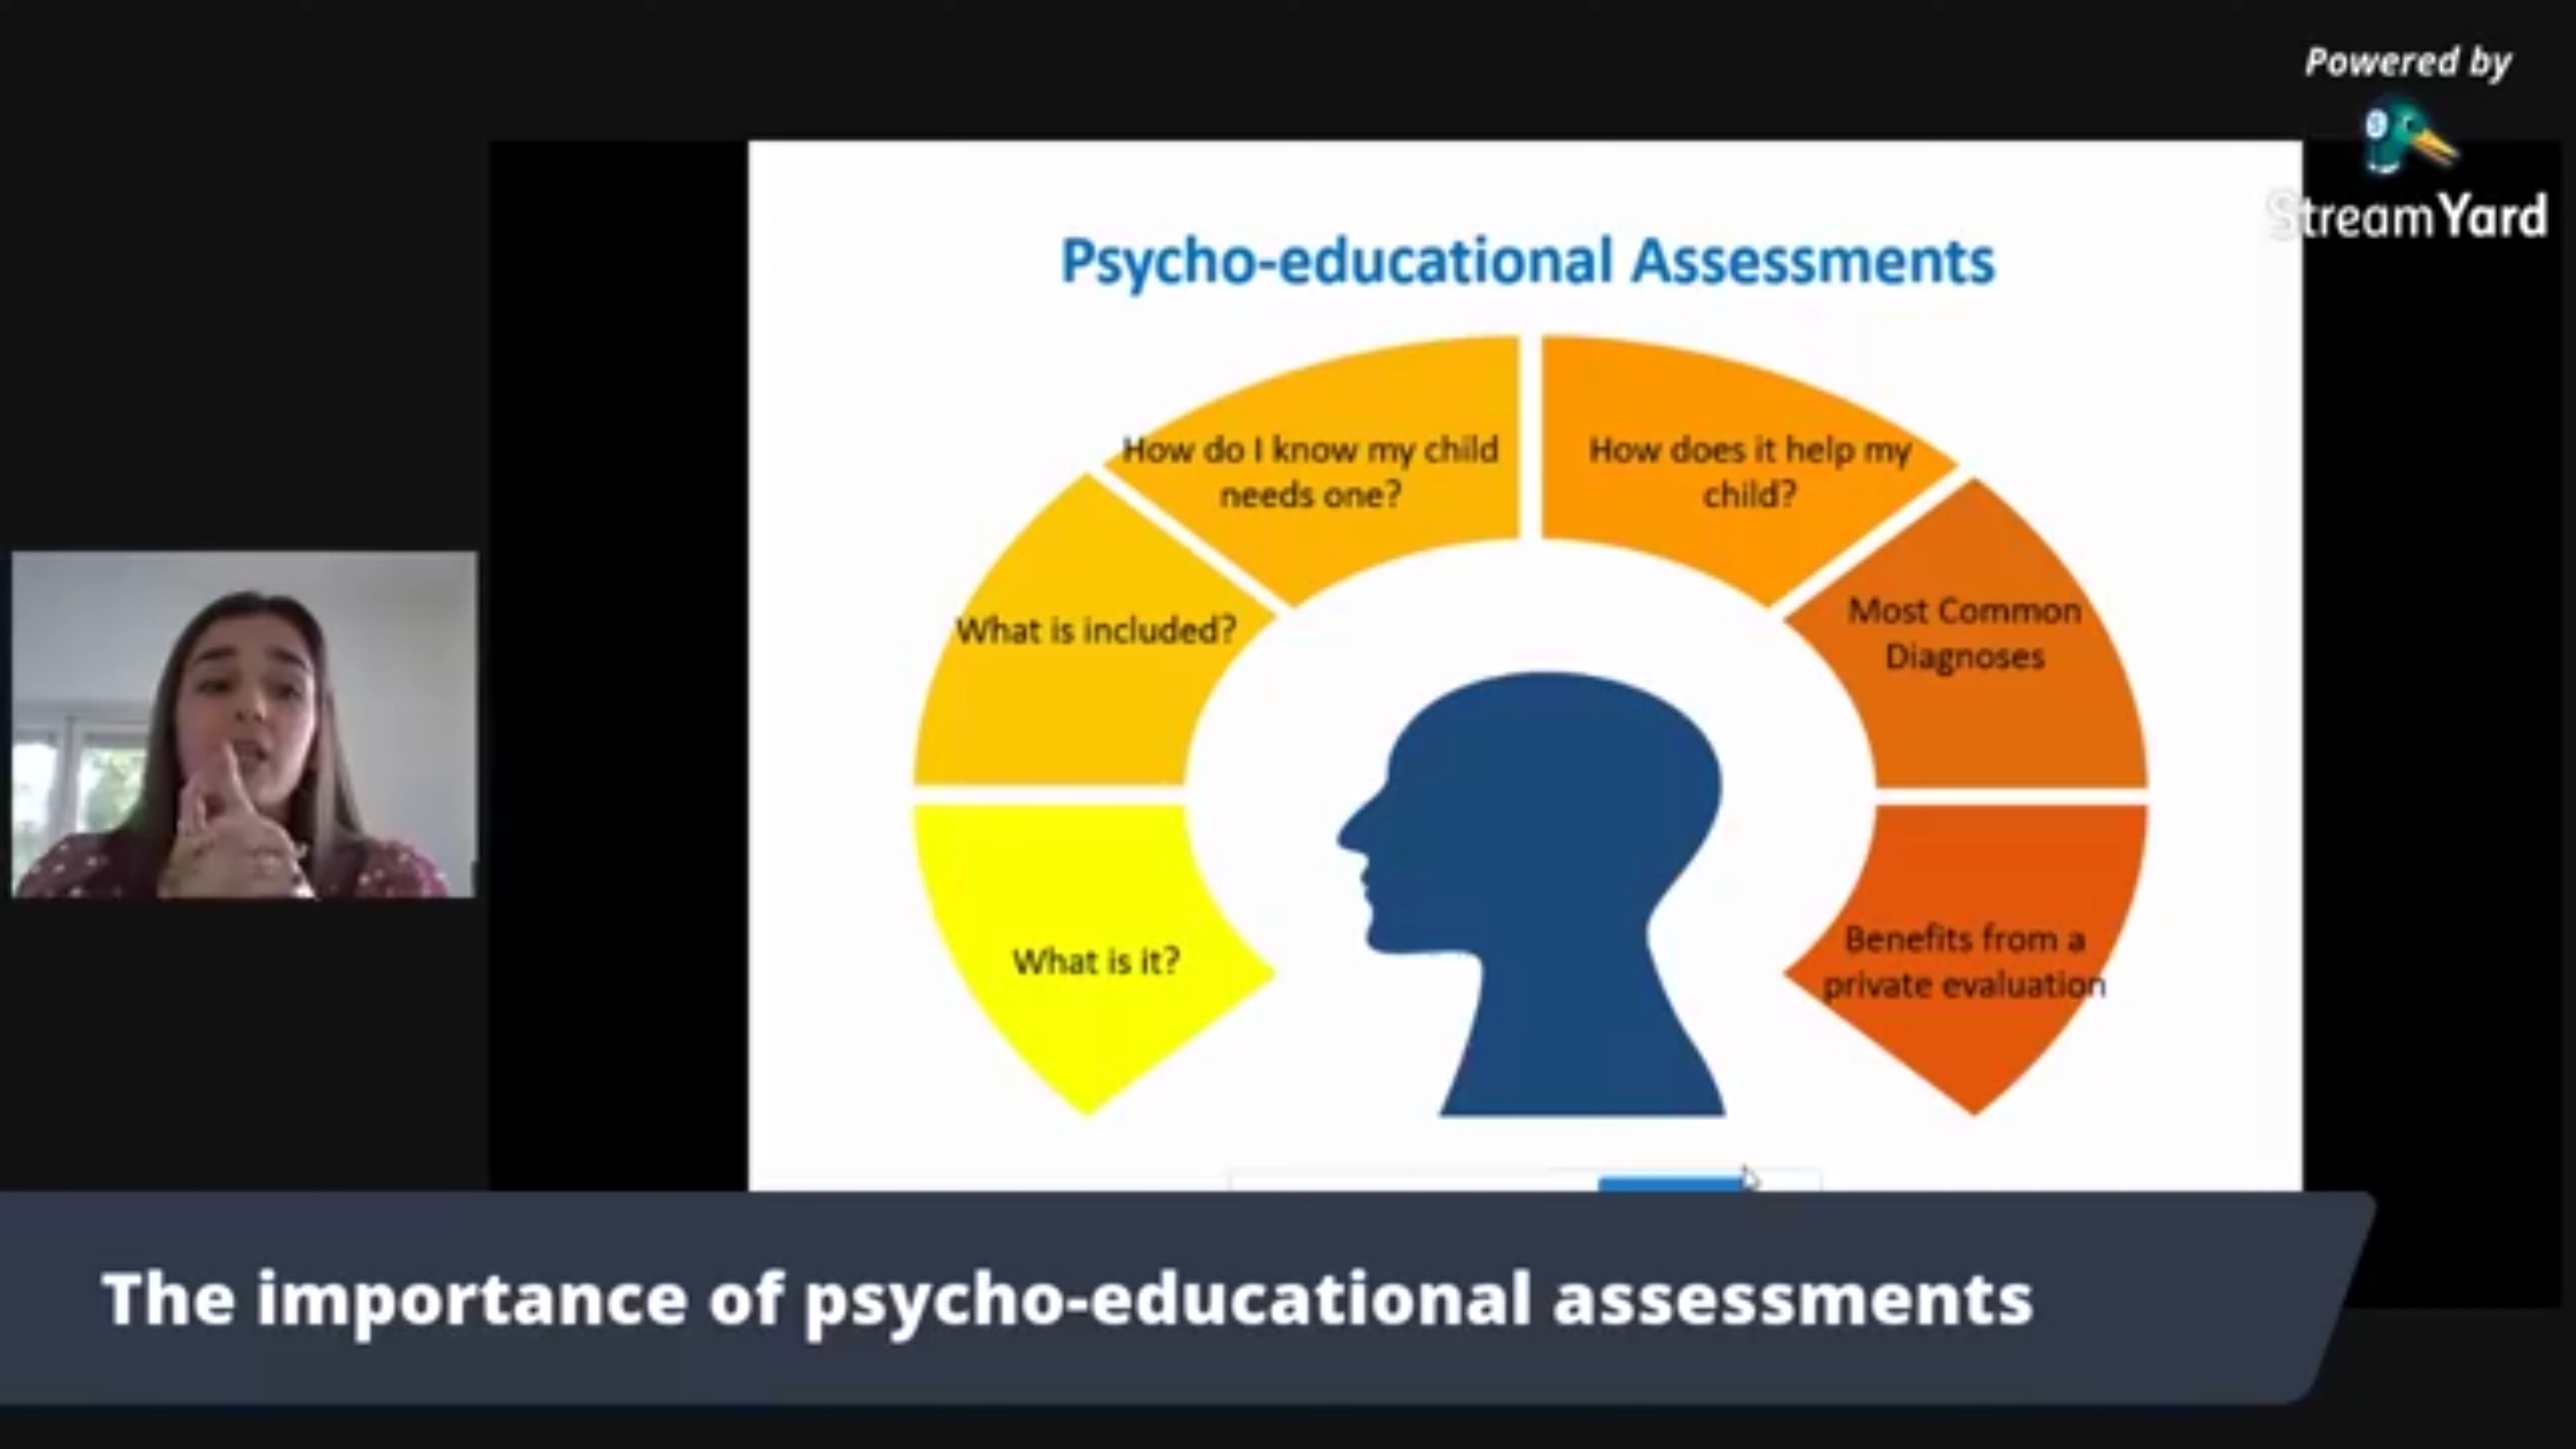 Powered by
StreamYard
Psycho-educational Assessments
How do I know my child
needs one?
How does it help my
child?
What is included?
Most Common
Diagnoses
What is it?
Benefits from a
private evaluation
The importance of psycho-educational assessments